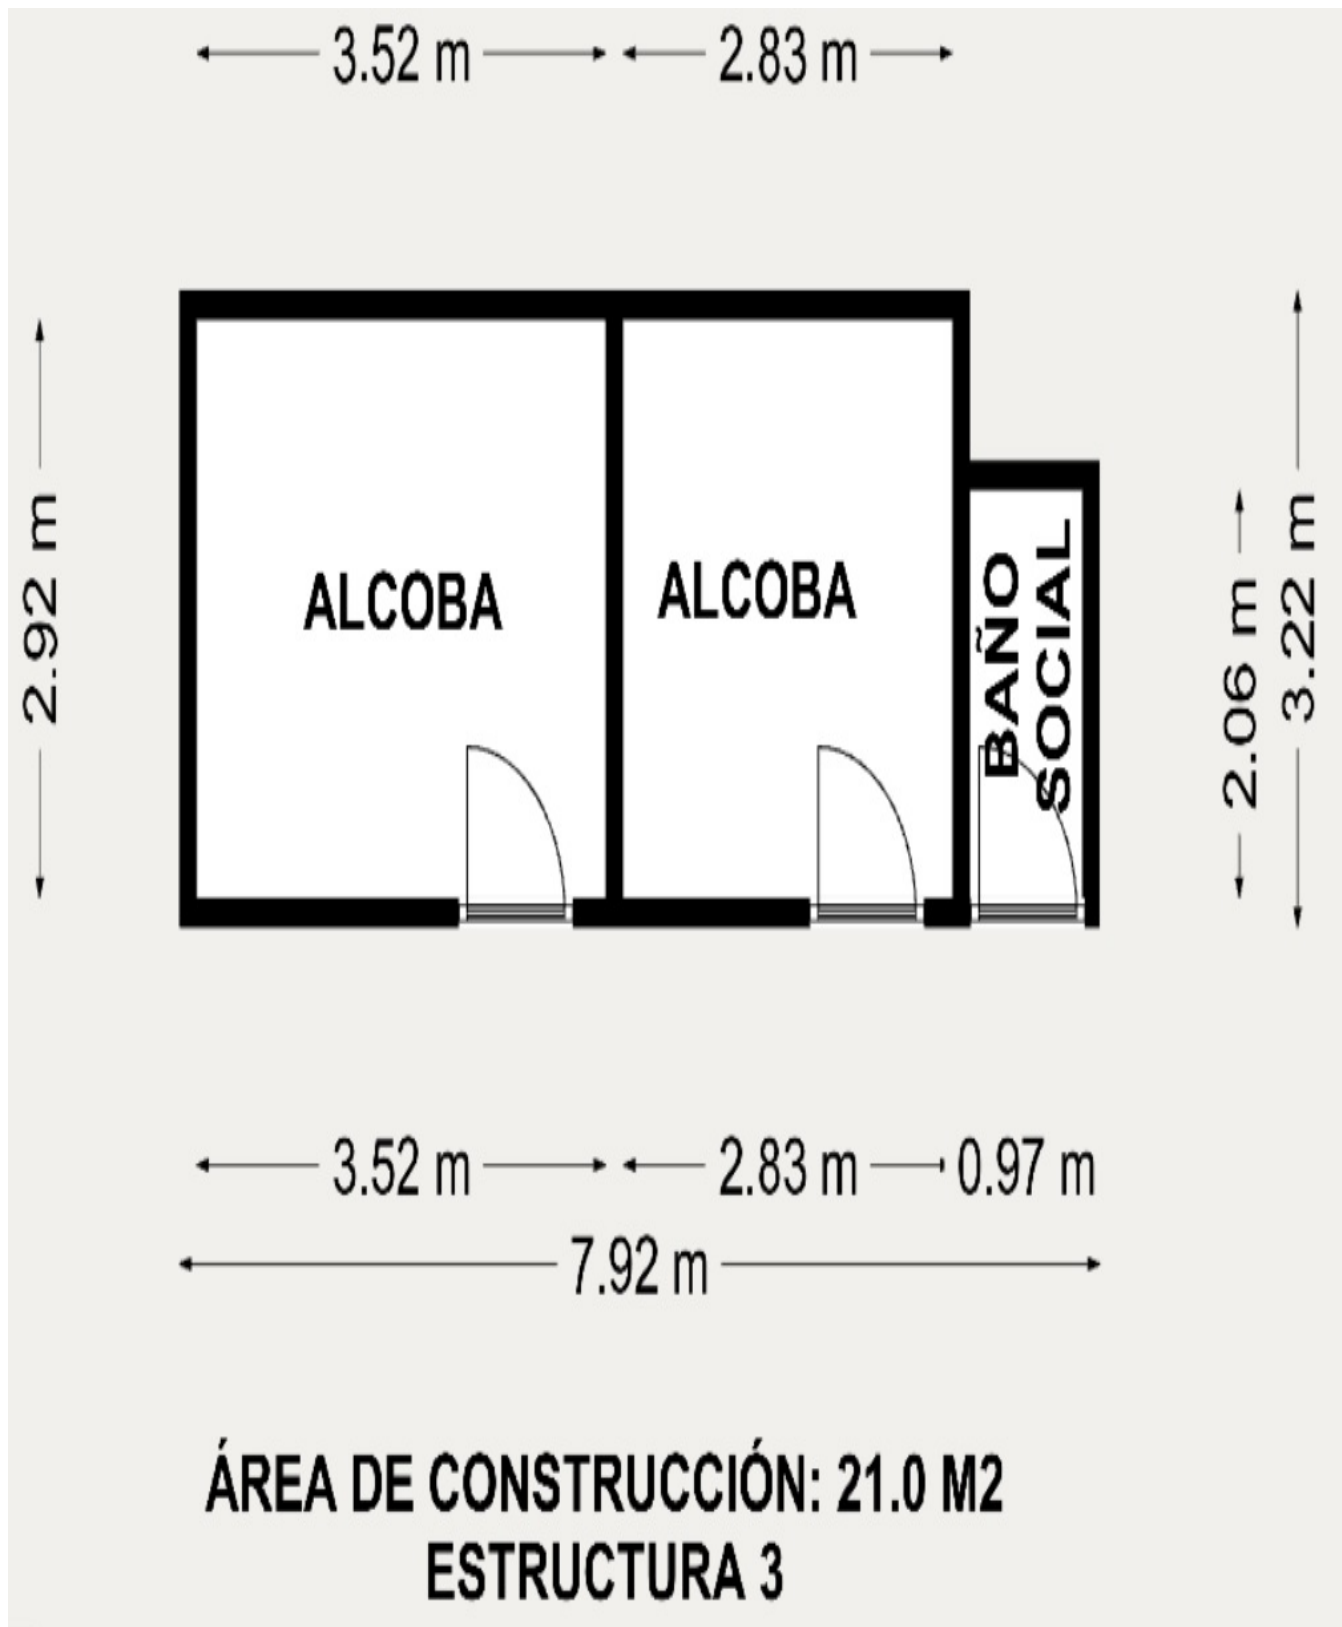 3.52 m 2.83 m
2.92 m
ALCOBA
ALCOBA
BAÑO
SOCIAL
2.06 m
3.22 m
3.52 m 2.83 m 0.97 m
7.92 m
ÁREA DE CONSTRUCCIÓN: 21.0 M2
ESTRUCTURA 3